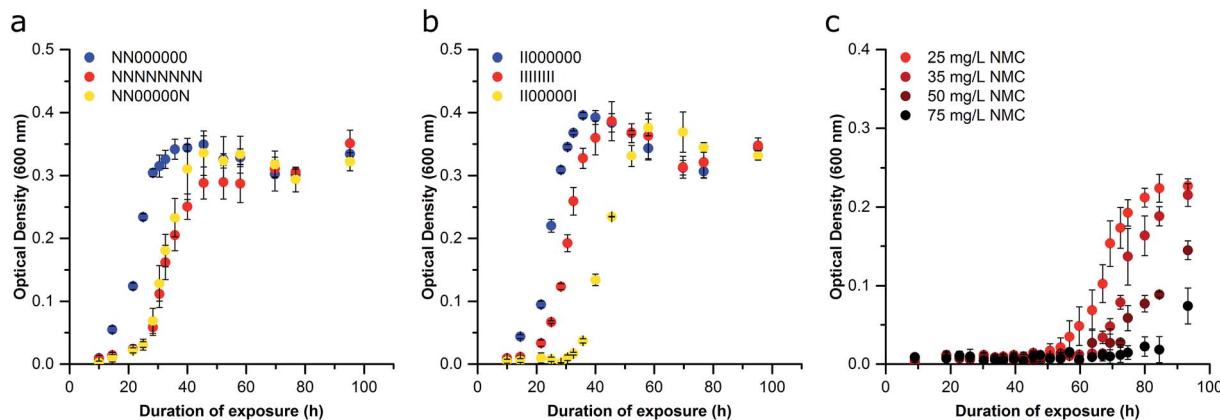 a
0.5
0.4
0.3
0.2
0.1
0.0
Optical Density (600 nm)
NN000000
NNNNNNNN
NN00000N
0 20 40 60 80 100
Duration of exposure (h)
b
0.5
0.4
0.3
0.2
0.1
0.0
Optical Density (600 nm)
II000000
IIIIIIII
II00000I
0 20 40 60 80 100
Duration of exposure (h)
c
0.4
0.3
0.2
0.1
0.0
Optical Density (600 nm)
25 mg/L NMC
35 mg/L NMC
50 mg/L NMC
75 mg/L NMC
0 20 40 60 80 100
Duration of exposure (h)